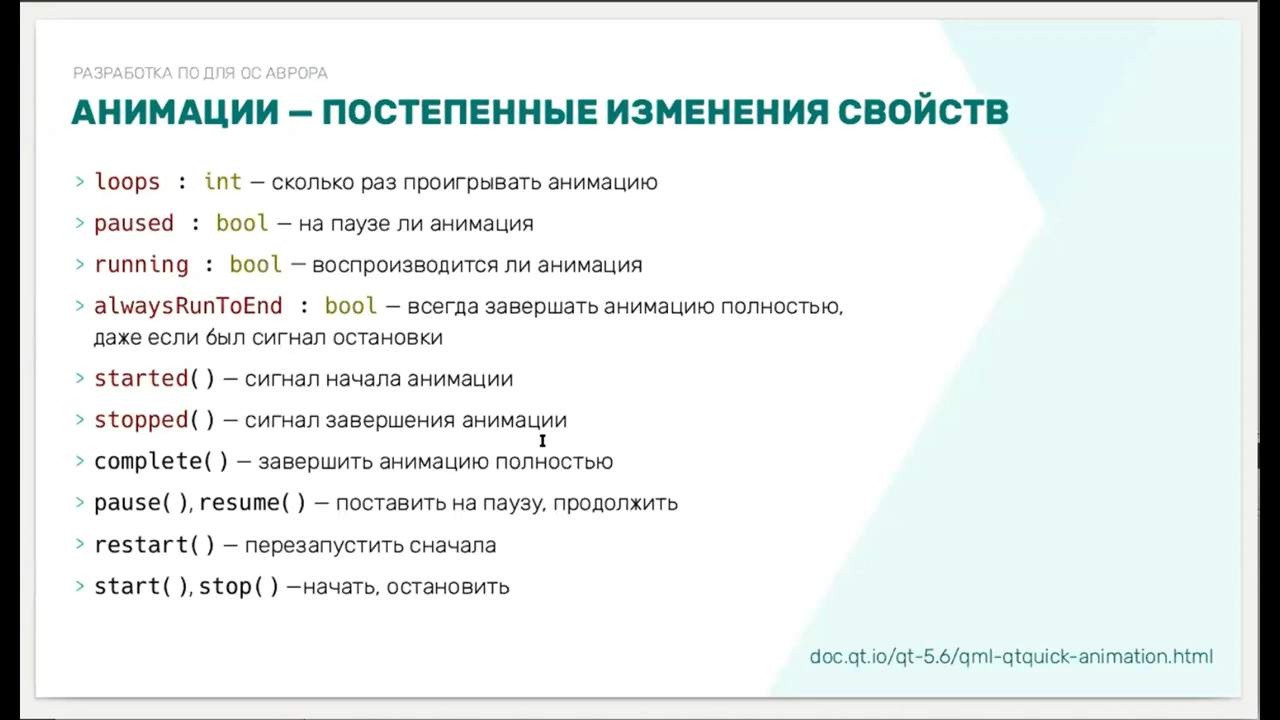 РАЗРАБОТКА ПО ДЛЯ ОС АВРОРА
АНИМАЦИИ — ПОСТЕПЕННЫЕ ИЗМЕНЕНИЯ СВОЙСТВ
> loops : int — сколько раз проигрывать анимацию
> paused : bool — на паузе ли анимация
> running : bool — воспроизводится ли анимация
> alwaysRunToEnd : bool — всегда завершать анимацию полностью,
даже если был сигнал остановки
> started() — сигнал начала анимации
> stopped() — сигнал завершения анимации
> complete() — завершить анимацию полностью
> pause(), resume() — поставить на паузу, продолжить
> restart() — перезапустить сначала
> start(), stop() —начать, остановить
doc.qt.io/qt-5.6/qml-qtquick-animation.html